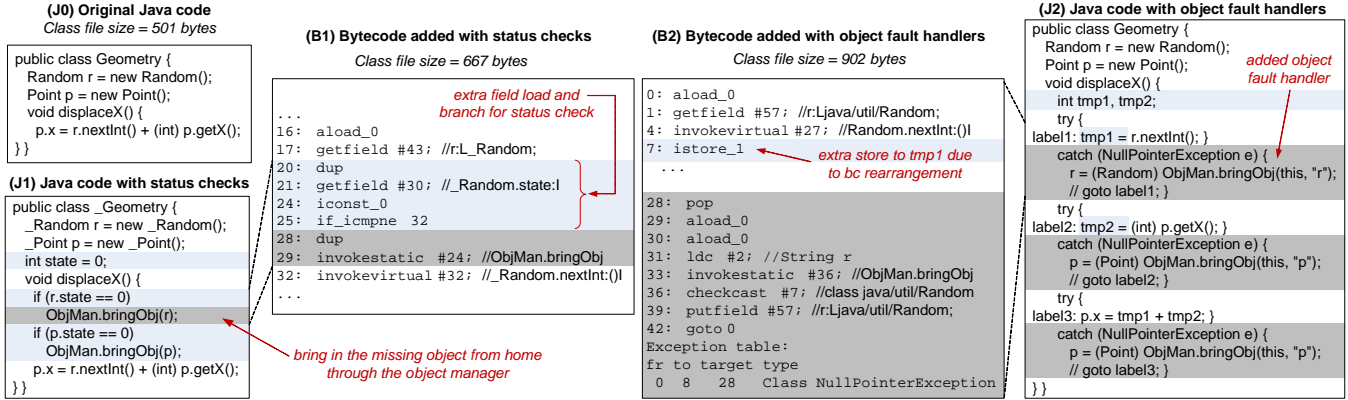 (J0) Original Java code
Class file size = 501 bytes
public class Geometry {
Random r = new Random();
Point p = new Point();
void displaceX() {
p.x = r.nextInt() + (int) p.getX();
} }
(J1) Java code with status checks
public class _Geometry {
_Random r = new _Random();
_Point p = new _Point();
int state = 0;
void displaceX() {
if (r.state == 0)
ObjMan.bringObj(r);
if (p.state == 0)
ObjMan.bringObj(p);
p.x = r.nextInt() + (int) p.getX();
} }
(B1) Bytecode added with status checks
Class file size = 667 bytes
extra field load and
branch for status check
...
16: aload_0
17: getfield #43; //r:L_Random;
20: dup
21: getfield #30; //_Random.state:I
24: iconst_0
25: if_icmpne 32
28: dup
29: invokestatic #24; //ObjMan.bringObj
32: invokevirtual #32; //_Random.nextInt:()I
...
bring in the missing object from home
through the object manager
(B2) Bytecode added with object fault handlers
Class file size = 902 bytes
0: aload_0
1: getfield #57; //r:Ljava/util/Random;
4: invokevirtual #27; //Random.nextInt:()I
7: istore_1
...
extra store to tmp1 due
to bc rearrangement
28: pop
29: aload_0
30: aload_0
31: ldc #2; //String r
33: invokestatic #36; //ObjMan.bringObj
36: checkcast #7; //class java/util/Random
39: putfield #57; //r:Ljava/util/Random;
42: goto 0
Exception table:
fr to target type
0 8 28 Class NullPointerException
(J2) Java code with object fault handlers
public class Geometry {
Random r = new Random();
Point p = new Point();
void displaceX() {
int tmp1, tmp2;
try {
label1: tmp1 = r.nextInt(); }
catch (NullPointerException e) {
r = (Random) ObjMan.bringObj(this, "r");
// goto label1; }
try {
label2: tmp2 = (int) p.getX(); }
catch (NullPointerException e) {
p = (Point) ObjMan.bringObj(this, "p");
// goto label2; }
try {
label3: p.x = tmp1 + tmp2; }
catch (NullPointerException e) {
p = (Point) ObjMan.bringObj(this, "p");
// goto label3; }
} }
added object
fault handler